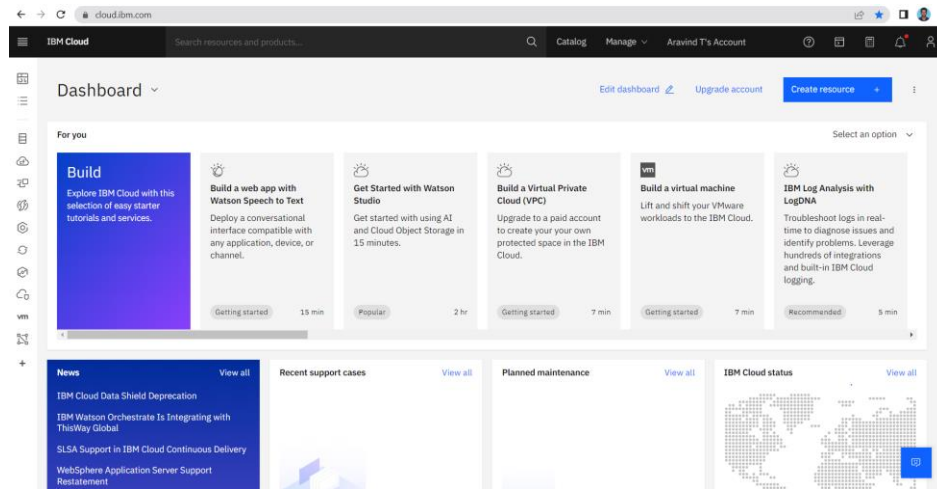 cloud.ibm.com
IBM Cloud
Search resources and products...
Catalog
Manage
Aravind T's Account
Dashboard
Edit dashboard
Upgrade account
Create resource +
For you
Select an option
Build
Explore IBM Cloud with this
selection of easy starter
tutorials and services.
Build a web app with
Watson Speech to Text
Deploy a conversational
interface compatible with
any application, device, or
channel.
Getting started 15 min
Get Started with Watson
Studio
Get started with using AI
and Cloud Object Storage in
15 minutes.
Popular 2 hr
Build a Virtual Private
Cloud (VPC)
Upgrade to a paid account
to create your your own
protected space in the IBM
Cloud.
Getting started 7 min
vm
Build a virtual machine
Lift and shift your VMware
workloads to the IBM Cloud.
Getting started 7 min
IBM Log Analysis with
LogDNA
Troubleshoot logs in real-
time to diagnose issues and
identify problems. Leverage
hundreds of integrations
and built-in IBM Cloud
logging.
Recommended 5 min
vm
News View all
IBM Cloud Data Shield Deprecation
IBM Watson Orchestrate Is Integrating with
ThisWay Global
SLSA Support in IBM Cloud Continuous Delivery
WebSphere Application Server Support
Restatement
Recent support cases View all
Planned maintenance View all
IBM Cloud status View all